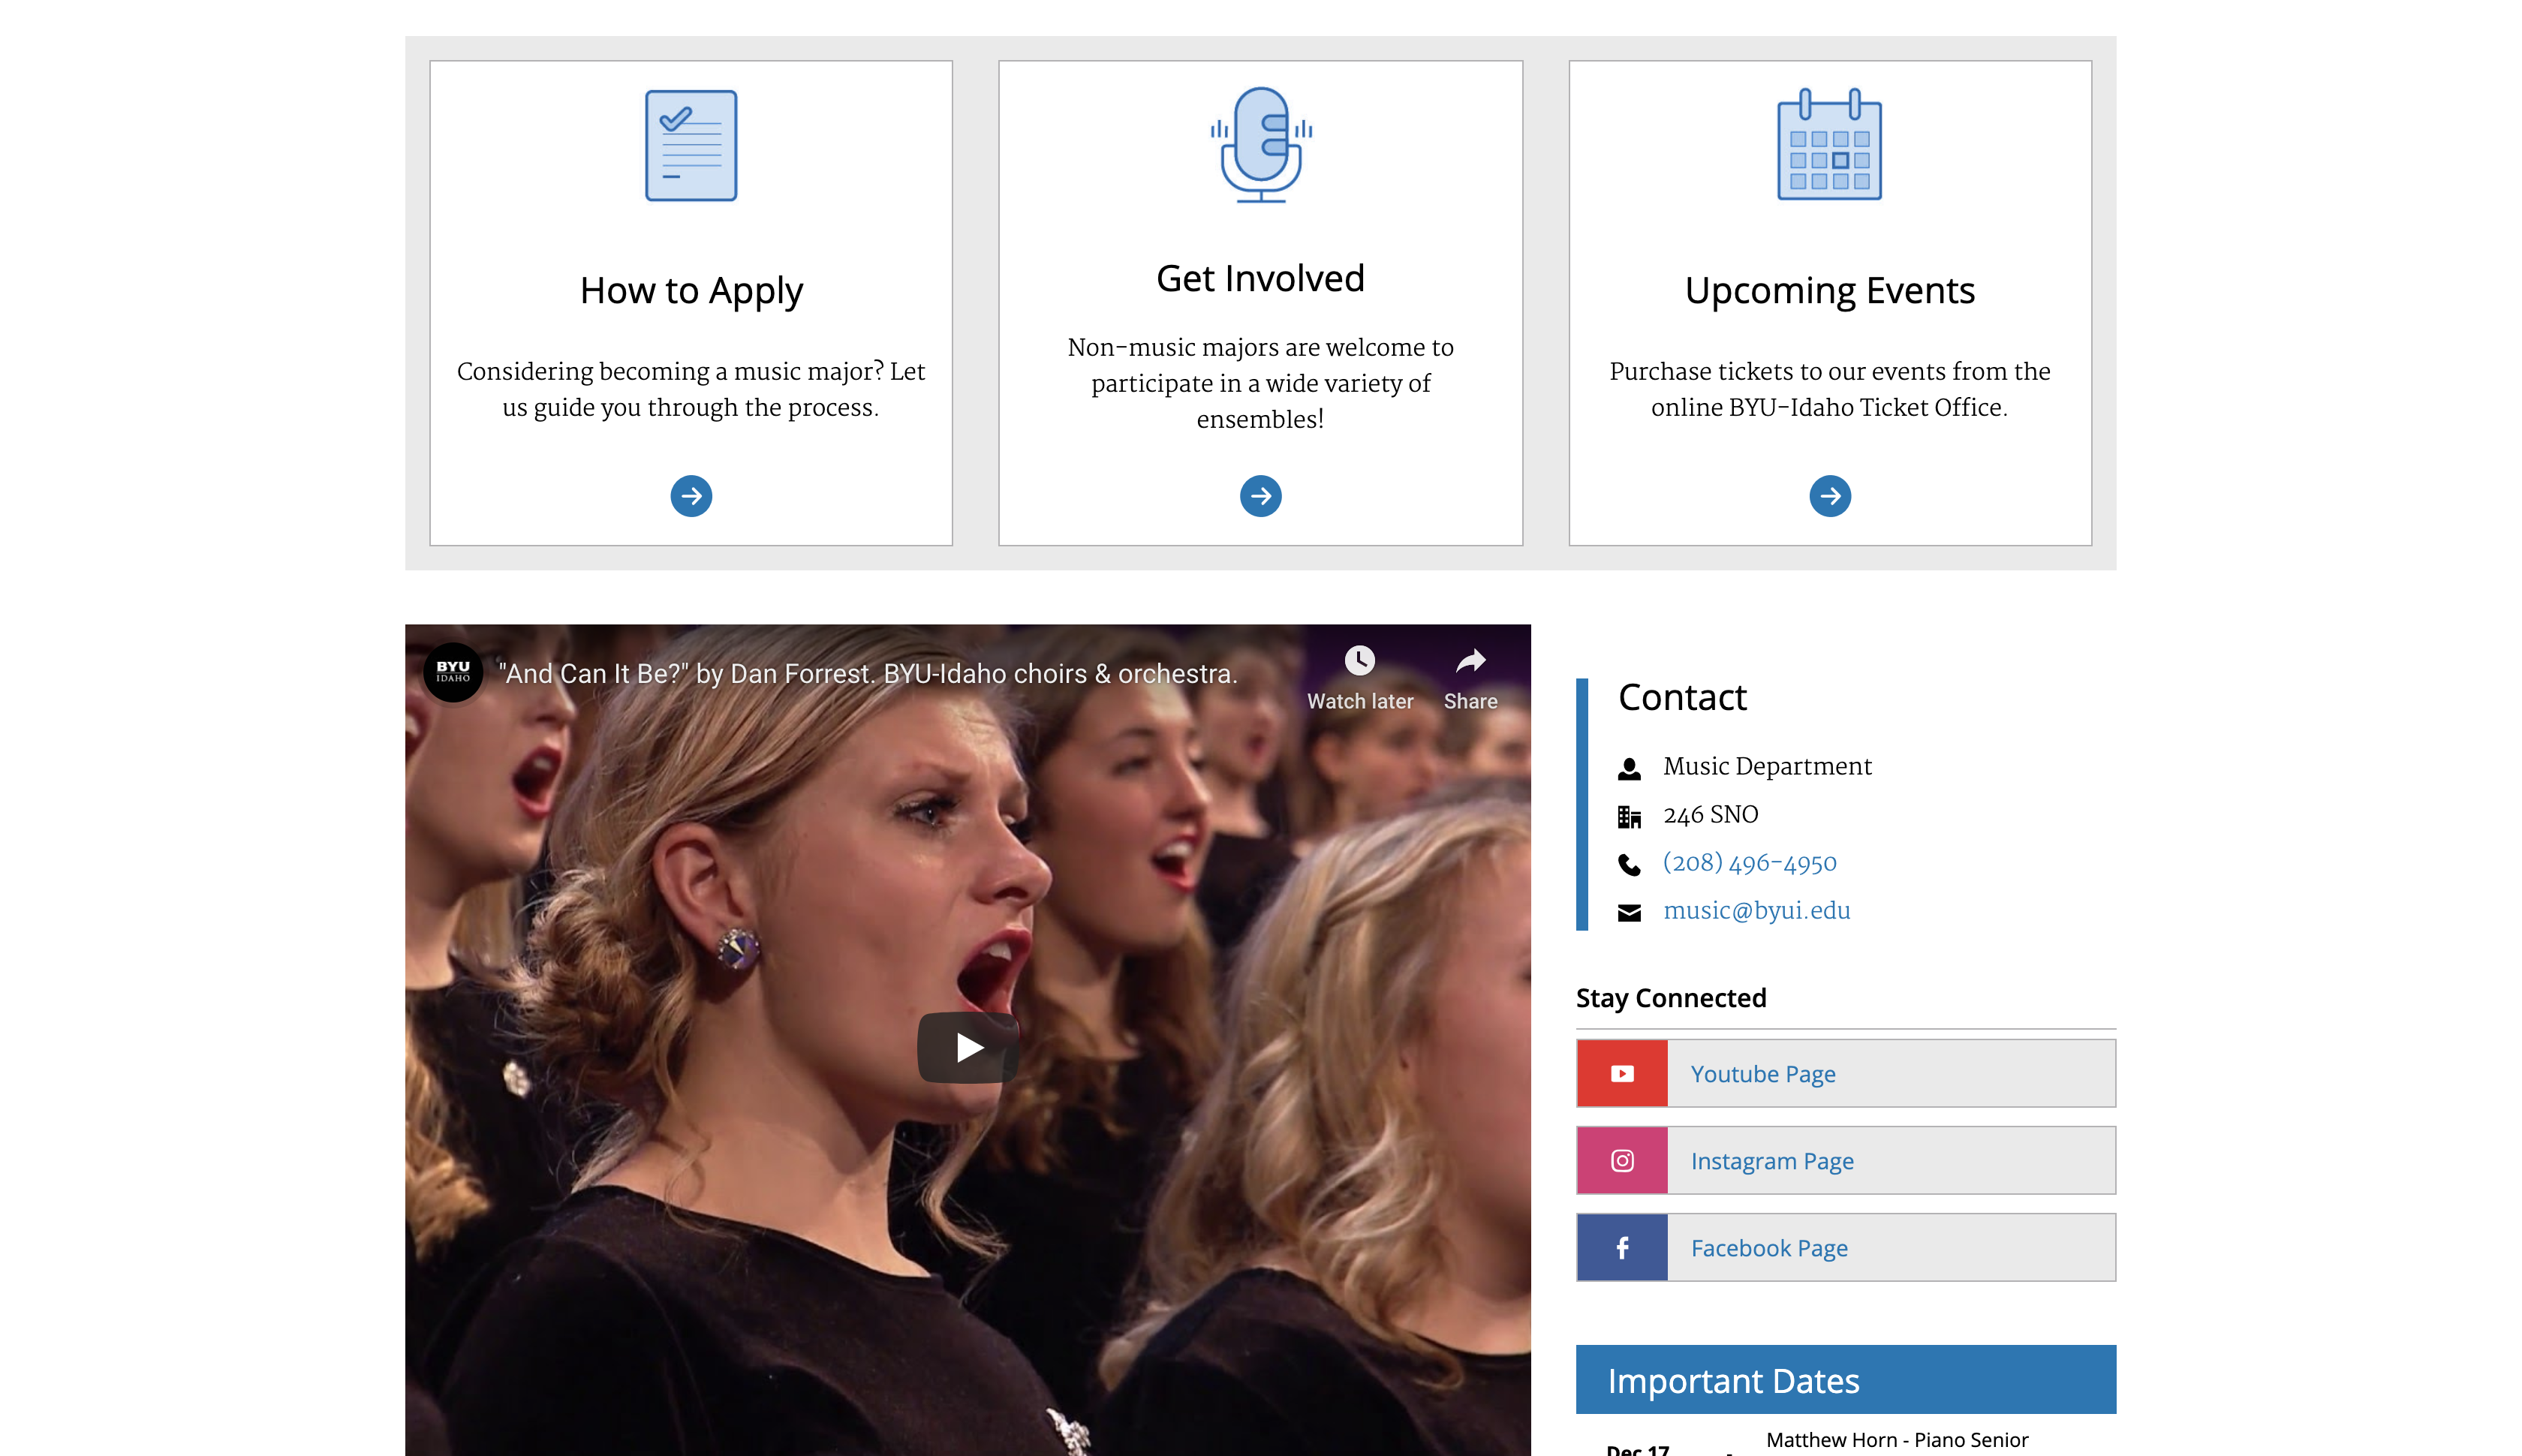 How to Apply
Considering becoming a music major? Let
us guide you through the process.
Get Involved
Non-music majors are welcome to
participate in a wide variety of
ensembles!
Upcoming Events
Purchase tickets to our events from the
online BYU-Idaho Ticket Office.
BYU
IDAHO
"And Can It Be?" by Dan Forrest. BYU-Idaho choirs & orchestra.
Watch later
Share
Contact
Music Department
246 SNO
(208) 496-4950
music@byui.edu
Stay Connected
Youtube Page
Instagram Page
Facebook Page
Important Dates
Matthew Horn - Piano Senior
Dec 17 -